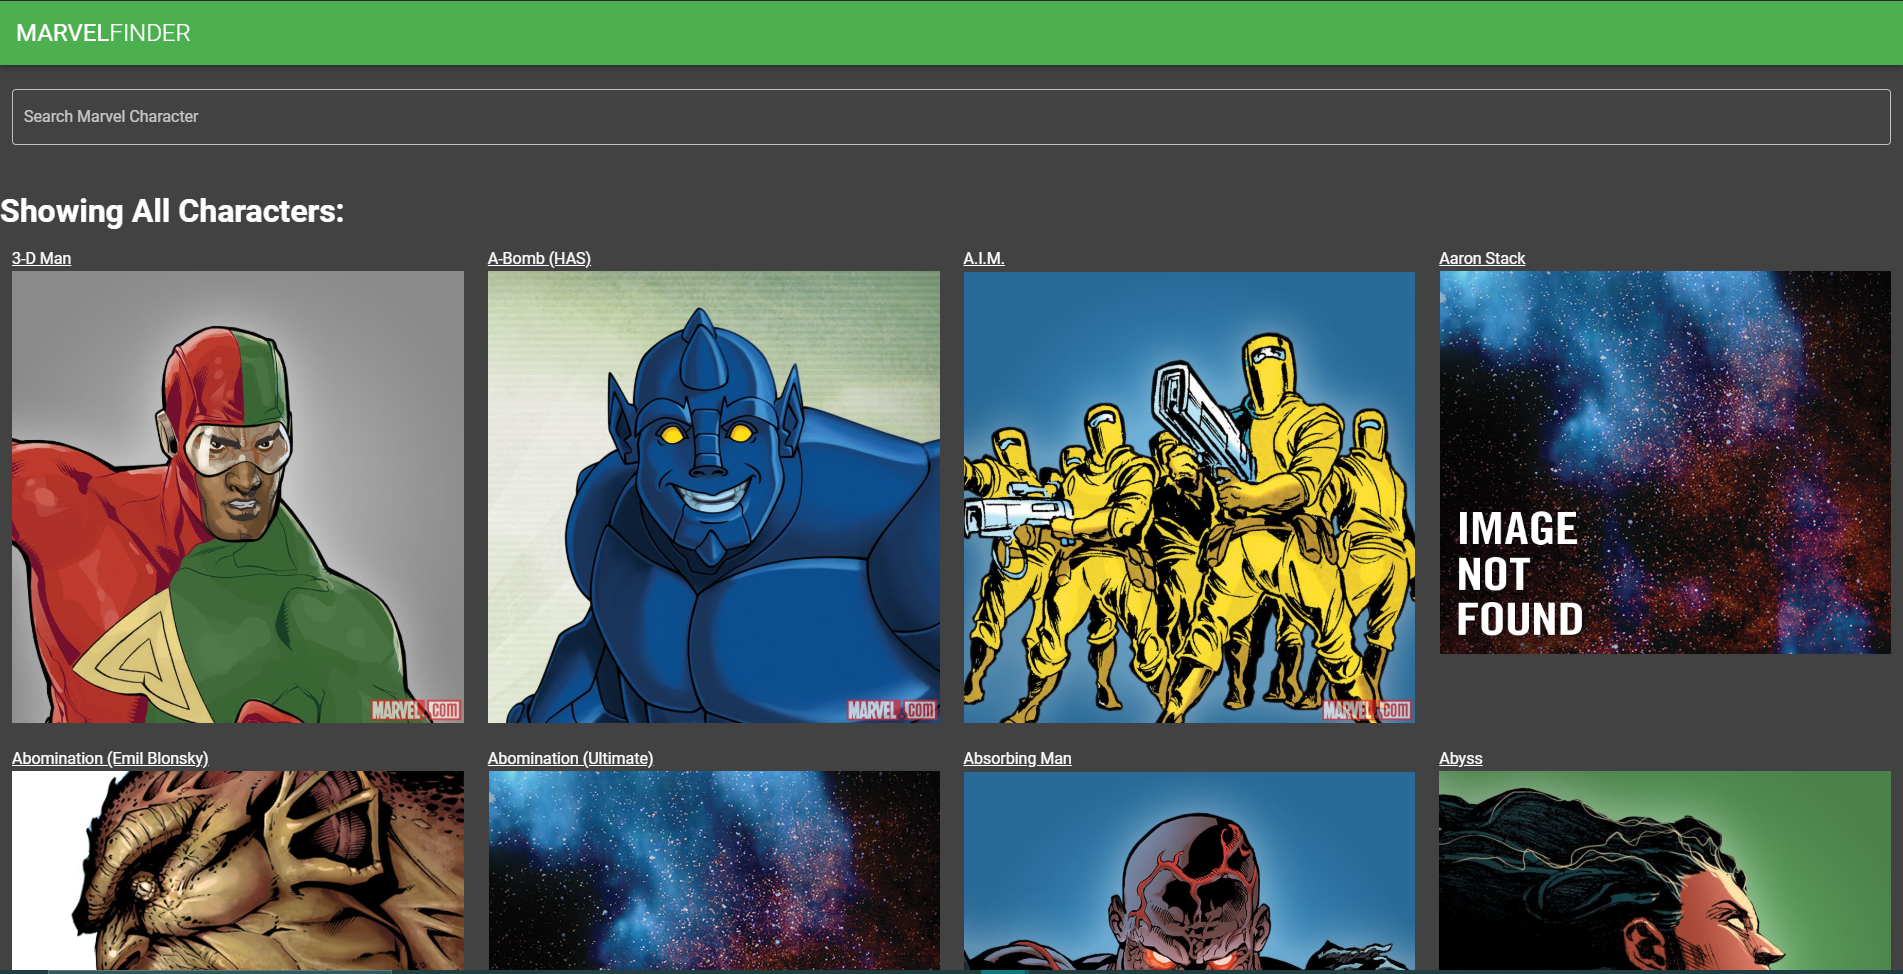 MARVELFINDER
Search Marvel Character
Showing All Characters:
3-D Man
A-Bomb (HAS)
A.I.M.
Aaron Stack
IMAGE
NOT
FOUND
MARVEL.com
MARVEL.com
MARVEL.com
Abomination (Emil Blonsky)
Abomination (Ultimate)
Absorbing Man
Abyss